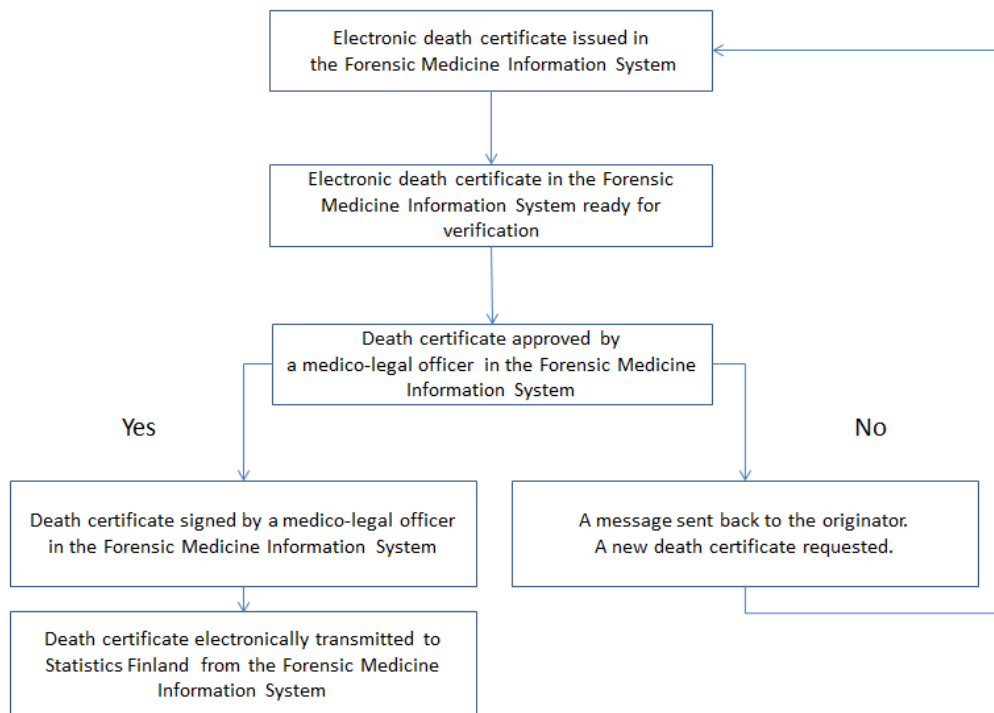 Electronic death certificate issued in
the Forensic Medicine Information System
Electronic death certificate in the Forensic
Medicine Information System ready for
verification
Death certificate approved by
a medico-legal officer in the Forensic Medicine
Information System
Yes
No
Death certificate signed by a medico-legal officer
in the Forensic Medicine Information System
A message sent back to the originator.
A new death certificate requested.
Death certificate electronically transmitted to
Statistics Finland from the Forensic Medicine
Information System